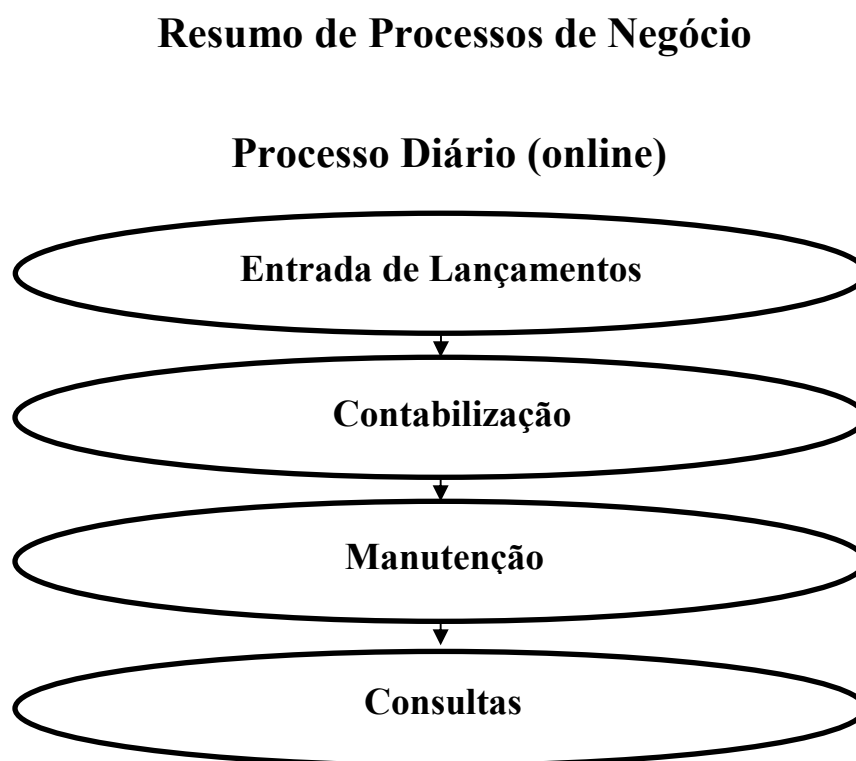 Resumo de Processos de Negócio
Processo Diário (online)
Entrada de Lançamentos
Contabilização
Manutenção
Consultas